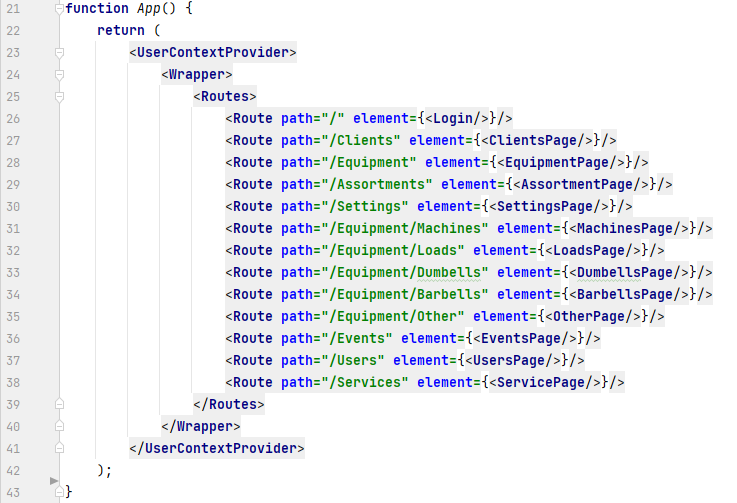 21 function App() {
22 return (
23 <UserContextProvider>
24 <Wrapper>
25 <Routes>
26 <Route path="/" element={<Login/>}/>
27 <Route path="/Clients" element={<ClientsPage/>}/>
28 <Route path="/Equipment" element={<EquipmentPage/>}/>
29 <Route path="/Assortments" element={<AssortmentPage/>}/>
30 <Route path="/Settings" element={<SettingsPage/>}/>
31 <Route path="/Equipment/Machines" element={<MachinesPage/>}/>
32 <Route path="/Equipment/Loads" element={<LoadsPage/>}/>
33 <Route path="/Equipment/Dumbells" element={<DumbellsPage/>}/>
34 <Route path="/Equipment/Barbells" element={<BarbellsPage/>}/>
35 <Route path="/Equipment/Other" element={<OtherPage/>}/>
36 <Route path="/Events" element={<EventsPage/>}/>
37 <Route path="/Users" element={<UsersPage/>}/>
38 <Route path="/Services" element={<ServicePage/>}/>
39 </Routes>
40 </Wrapper>
41 </UserContextProvider>
42 );
43 }